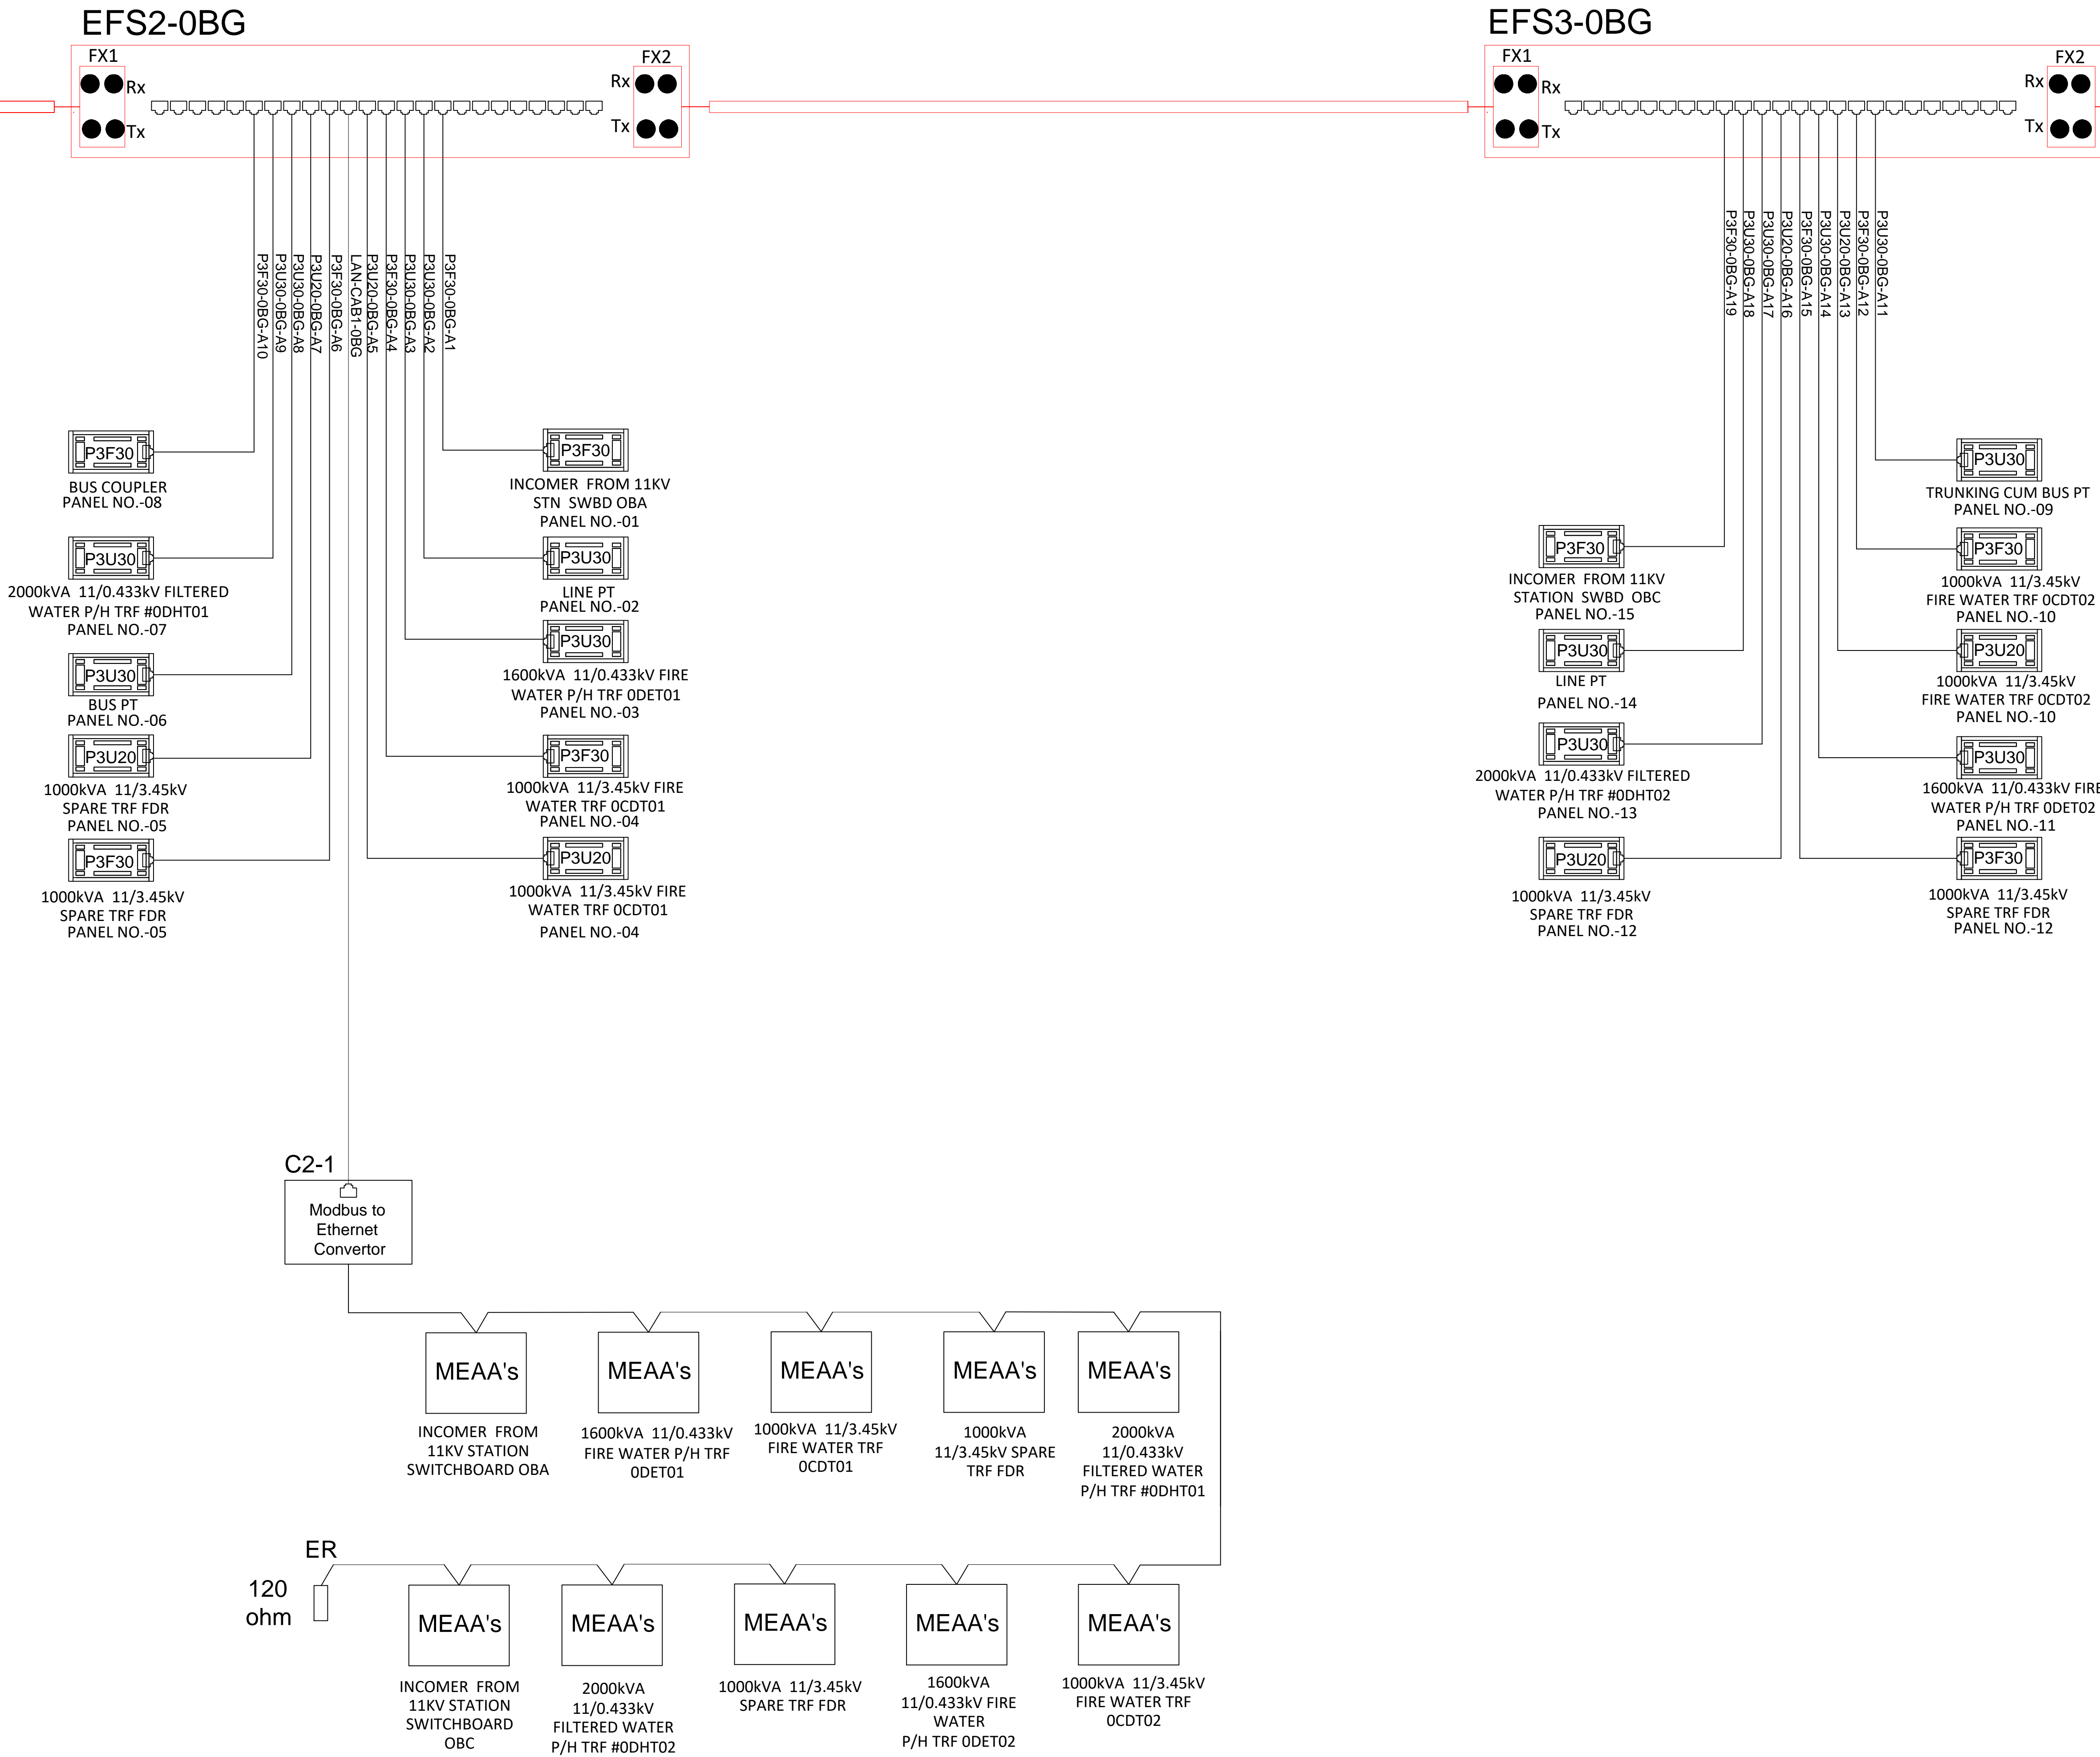 EFS2-0BG
FX1
Rx
Tx
FX2
Rx
Tx
EFS3-0BG
FX1
Rx
Tx
FX2
Rx
Tx
P3F30-0BG-A10
P3U30-0BG-A9
P3U30-0BG-A8
P3U20-0BG-A7
P3F30-0BG-A6
LAN-CAB1-0BG
P3U20-0BG-A5
P3F30-0BG-A4
P3U30-0BG-A3
P3U30-0BG-A2
P3F30-0BG-A1
P3F30-0BG-A19
P3U30-0BG-A18
P3U30-0BG-A17
P3U20-0BG-A16
P3F30-0BG-A15
P3U30-0BG-A14
P3U20-0BG-A13
P3F30-0BG-A12
P3U30-0BG-A11
P3F30
BUS COUPLER
PANEL NO.-08
P3U30
2000kVA 11/0.433kV FILTERED
WATER P/H TRF #0DHT01
PANEL NO.-07
P3U30
BUS PT
PANEL NO.-06
P3U20
1000kVA 11/3.45kV
SPARE TRF FDR
PANEL NO.-05
P3F30
1000kVA 11/3.45kV
SPARE TRF FDR
PANEL NO.-05
P3F30
INCOMER FROM 11KV
STN SWBD OBA
PANEL NO.-01
P3U30
LINE PT
PANEL NO.-02
P3U30
1600kVA 11/0.433kV FIRE
WATER P/H TRF 0DET01
PANEL NO.-03
P3F30
1000kVA 11/3.45kV FIRE
WATER TRF 0CDT01
PANEL NO.-04
P3U20
1000kVA 11/3.45kV FIRE
WATER TRF 0CDT01
PANEL NO.-04
P3F30
INCOMER FROM 11KV
STATION SWBD OBC
PANEL NO.-15
P3U30
LINE PT
PANEL NO.-14
P3U30
2000kVA 11/0.433kV FILTERED
WATER P/H TRF #0DHT02
PANEL NO.-13
P3U20
1000kVA 11/3.45kV
SPARE TRF FDR
PANEL NO.-12
P3U30
TRUNKING CUM BUS PT
PANEL NO.-09
P3F30
1000kVA 11/3.45kV
FIRE WATER TRF 0CDT02
PANEL NO.-10
P3U20
1000kVA 11/3.45kV
FIRE WATER TRF 0CDT02
PANEL NO.-10
P3U30
1600kVA 11/0.433kV FIRE
WATER P/H TRF 0DET02
PANEL NO.-11
P3F30
1000kVA 11/3.45kV
SPARE TRF FDR
PANEL NO.-12
C2-1
Modbus to
Ethernet
Convertor
MEAA's
INCOMER FROM
11KV STATION
SWITCHBOARD OBA
MEAA's
1600kVA 11/0.433kV
FIRE WATER P/H TRF
0DET01
MEAA's
1000kVA 11/3.45kV
FIRE WATER TRF
0CDT01
MEAA's
1000kVA
11/3.45kV SPARE
TRF FDR
MEAA's
2000kVA
11/0.433kV
FILTERED WATER
P/H TRF #0DHT01
ER
120
ohm
MEAA's
INCOMER FROM
11KV STATION
SWITCHBOARD
OBC
MEAA's
2000kVA
11/0.433kV
FILTERED WATER
P/H TRF #0DHT02
MEAA's
1000kVA 11/3.45kV
SPARE TRF FDR
MEAA's
1600kVA
11/0.433kV FIRE
WATER
P/H TRF 0DET02
MEAA's
1000kVA 11/3.45kV
FIRE WATER TRF
0CDT02